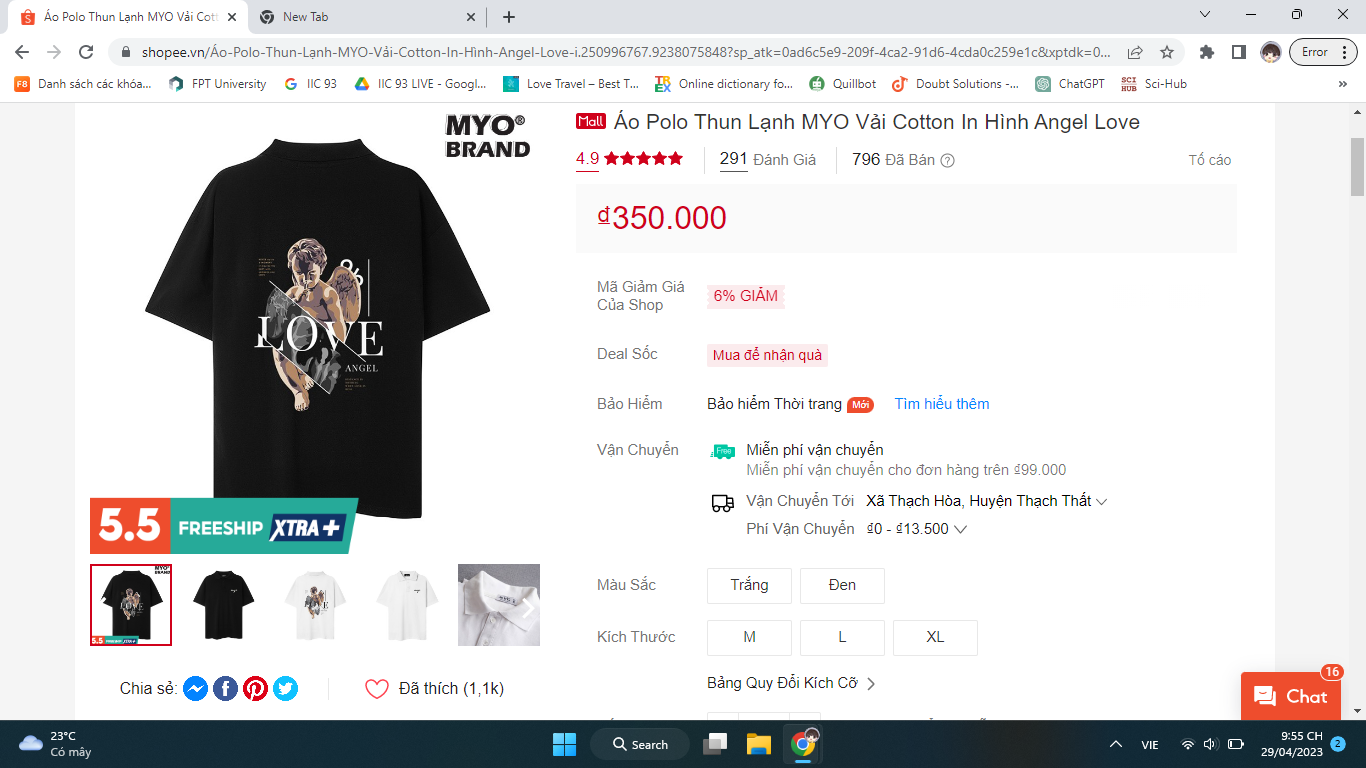 Áo Polo Thun Lạnh MYO Vải Cott
New Tab
shopee.vn/Áo-Polo-Thun-Lạnh-MYO-Vải-Cotton-In-Hình-Angel-Love-i.250996767.9238075848?sp_atk=0ad6c5e9-209f-4ca2-91d6-4cda0c259e1c&xptdk=0...
Error
Danh sách các khóa...
FPT University
IIC 93
IIC 93 LIVE - Googl...
Love Travel – Best T...
Online dictionary fo...
Quillbot
Doubt Solutions -...
ChatGPT
SCI HUB
Sci-Hub
»
MYO®
BRAND
LOVE
ANGEL
5.5 FREESHIP XTRA+
Mall Áo Polo Thun Lạnh MYO Vải Cotton In Hình Angel Love
4.9
291 Đánh Giá
796 Đã Bán
Tố cáo
₫350.000
Mã Giảm Giá
Của Shop
6% GIẢM
Deal Sốc
Mua để nhận quà
Bảo Hiểm
Bảo hiểm Thời trang Mới
Tìm hiểu thêm
Vận Chuyển
Free
Miễn phí vận chuyển
Miễn phí vận chuyển cho đơn hàng trên ₫99.000
Vận Chuyển Tới
Xã Thạch Hòa, Huyện Thạch Thất
Phí Vận Chuyển
₫0 - ₫13.500
Màu Sắc
Trắng
Đen
Kích Thước
M
L
XL
Bảng Quy Đổi Kích Cỡ
Chia sẻ:
Đã thích (1,1k)
16
Chat
23°C
Có mây
Search
VIE
9:55 CH
29/04/2023
2